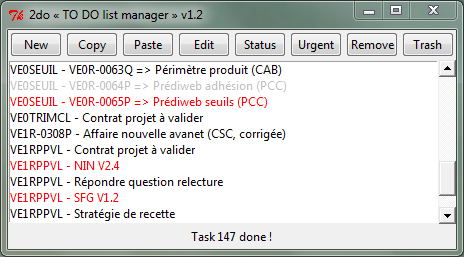 2do « TO DO list manager » v1.2
New Copy Paste Edit Status Urgent Remove Trash
VE0SEUIL - VE0R-0063Q => Périmètre produit (CAB)
VE0SEUIL - VE0R-0064P => Prédiweb adhésion (PCC)
VE0SEUIL - VE0R-0065P => Prédiweb seuils (PCC)
VE0TRIMCL - Contrat projet à valider
VE1R-0308P - Affaire nouvelle avanet (CSC, corrigée)
VE1RPPVL - Contrat projet à valider
VE1RPPVL - NIN V2.4
VE1RPPVL - Répondre question relecture
VE1RPPVL - SFG V1.2
VE1RPPVL - Stratégie de recette
Task 147 done !